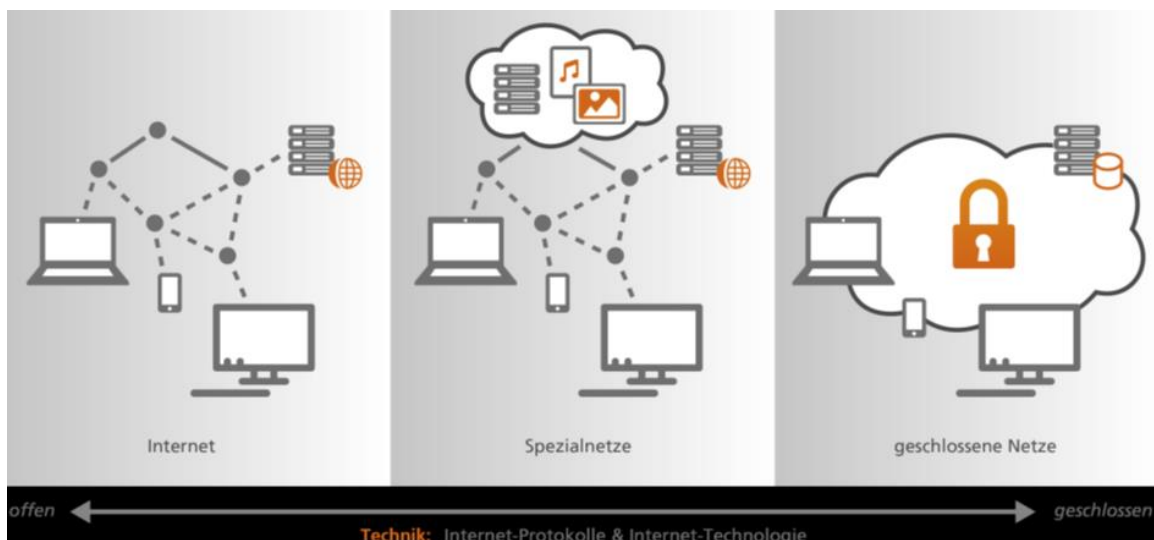 Internet
Spezialnetze
geschlossene Netze
offen
geschlossen
Technik: Internet-Protokolle & Internet-Technologie